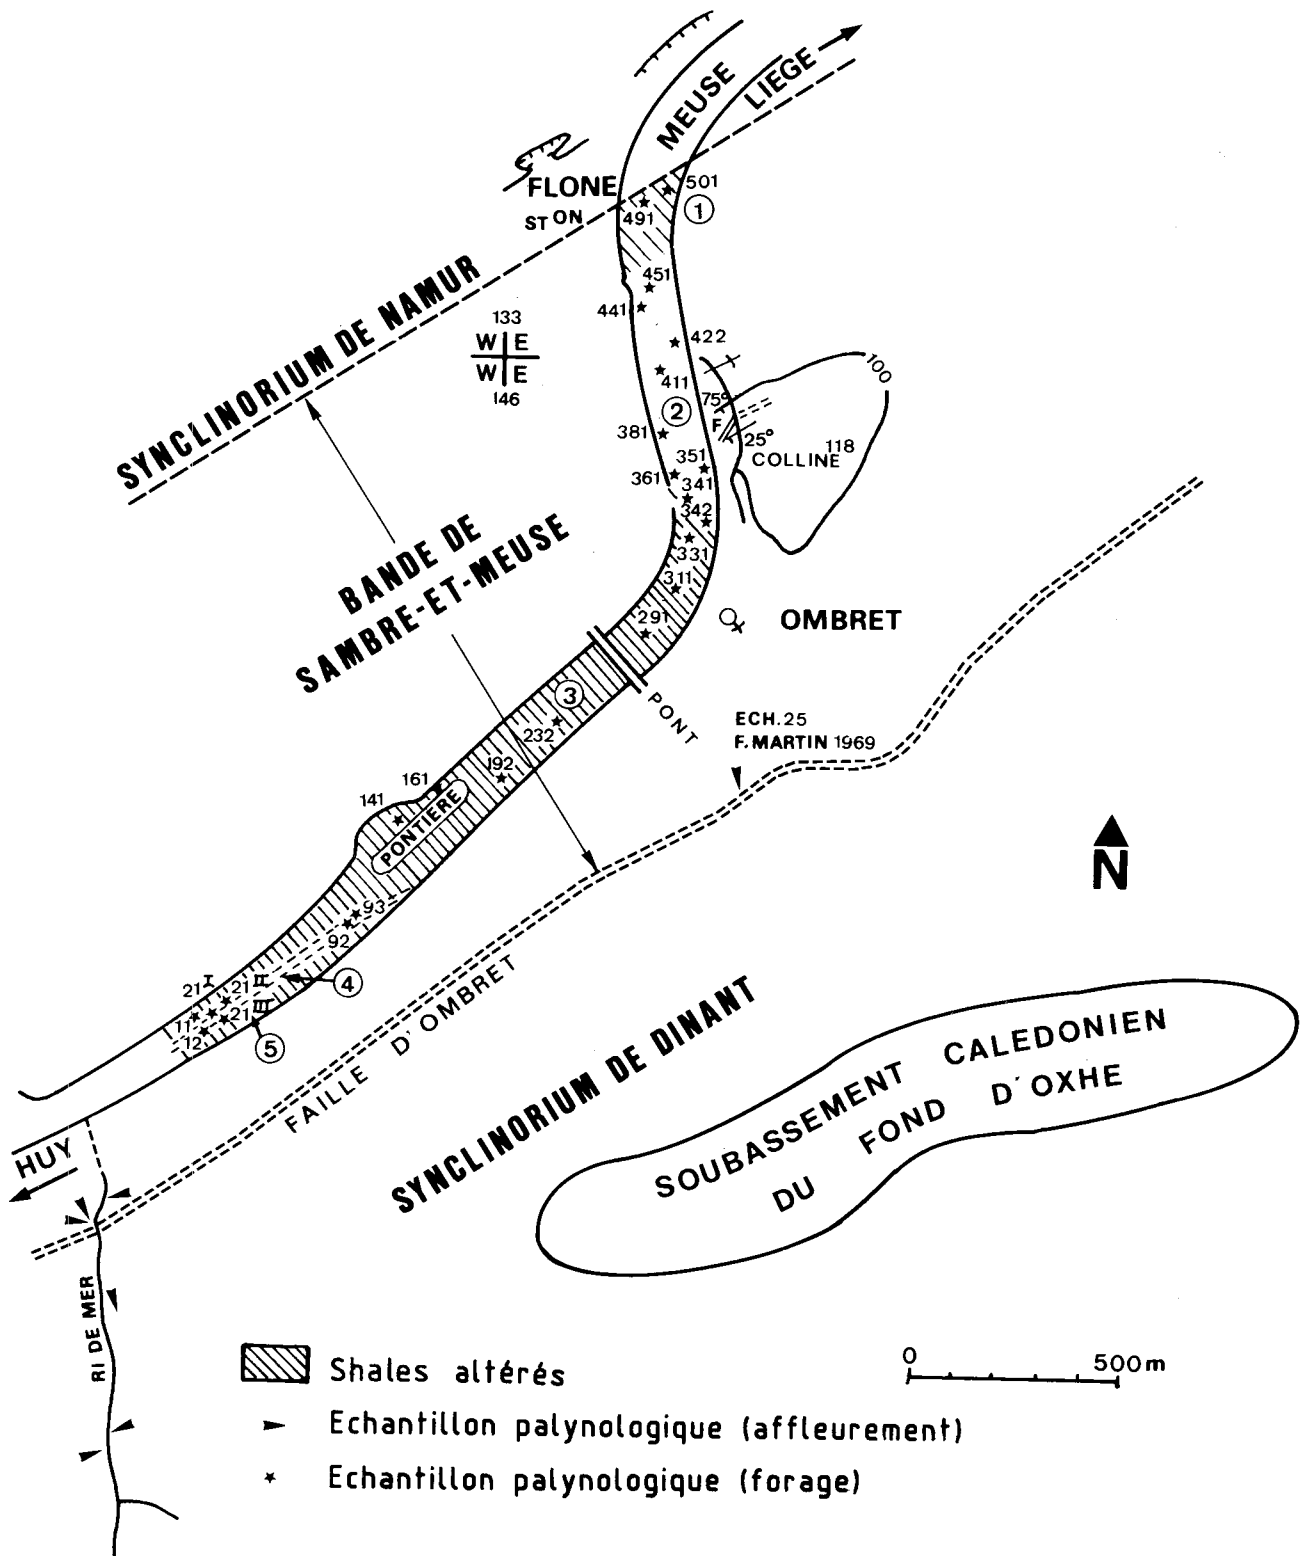 MEUSE
LIEGE
FLONE
ST ON
501
1
491
451
441
133
W E
W E
146
422
411
100
75°
2
F
381
25°
118
COLLINE
351
361
341
342
331
311
291
SYNCLINORIUM DE NAMUR
BANDE DE
SAMBRE-ET-MEUSE
OMBRET
3
PONT
232
ECH.25
F. MARTIN 1969
192
161
141
PONTIERE
N
93
92
21 I
21 II
4
11
21 III
12
5
FAILLE D'OMBRET
SYNCLINORIUM DE DINANT
SOUBASSEMENT CALEDONIEN
DU FOND D'OXHE
HUY
RI DE MER
0 500m
Shales altérés
Echantillon palynologique (affleurement)
Echantillon palynologique (forage)